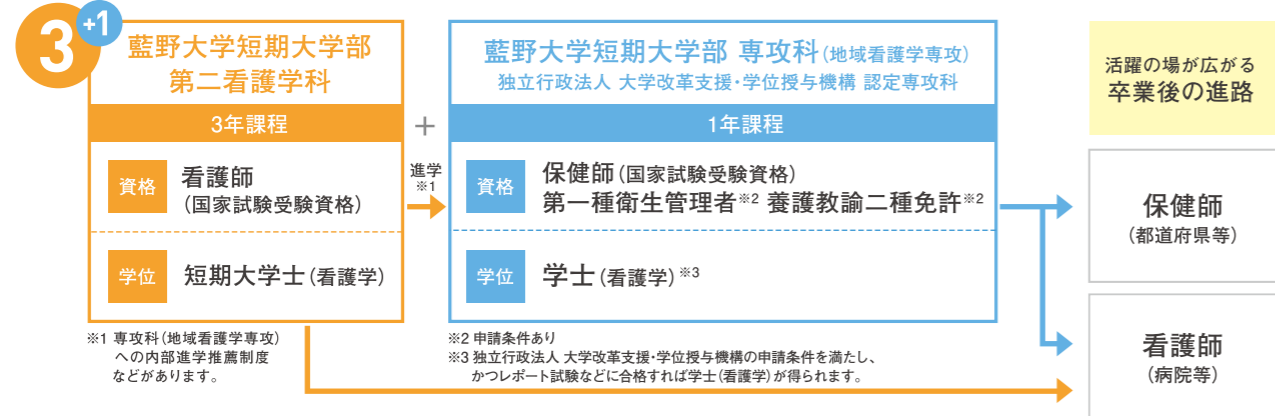 3
+1
藍野大学短期大学部
第二看護学科
3年課程
資格
看護師
(国家試験受験資格)
学位
短期大学士(看護学)
※1 専攻科(地域看護学専攻)
への内部進学推薦制度
などがあります。
+
進学
※1
藍野大学短期大学部 専攻科(地域看護学専攻)
独立行政法人 大学改革支援・学位授与機構 認定専攻科
1年課程
資格
保健師(国家試験受験資格)
第一種衛生管理者※2 養護教諭二種免許※2
学位
学士(看護学)※3
※2 申請条件あり
※3 独立行政法人 大学改革支援・学位授与機構の申請条件を満たし、
かつレポート試験などに合格すれば学士(看護学)が得られます。
活躍の場が広がる
卒業後の進路
保健師
(都道府県等)
看護師
(病院等)